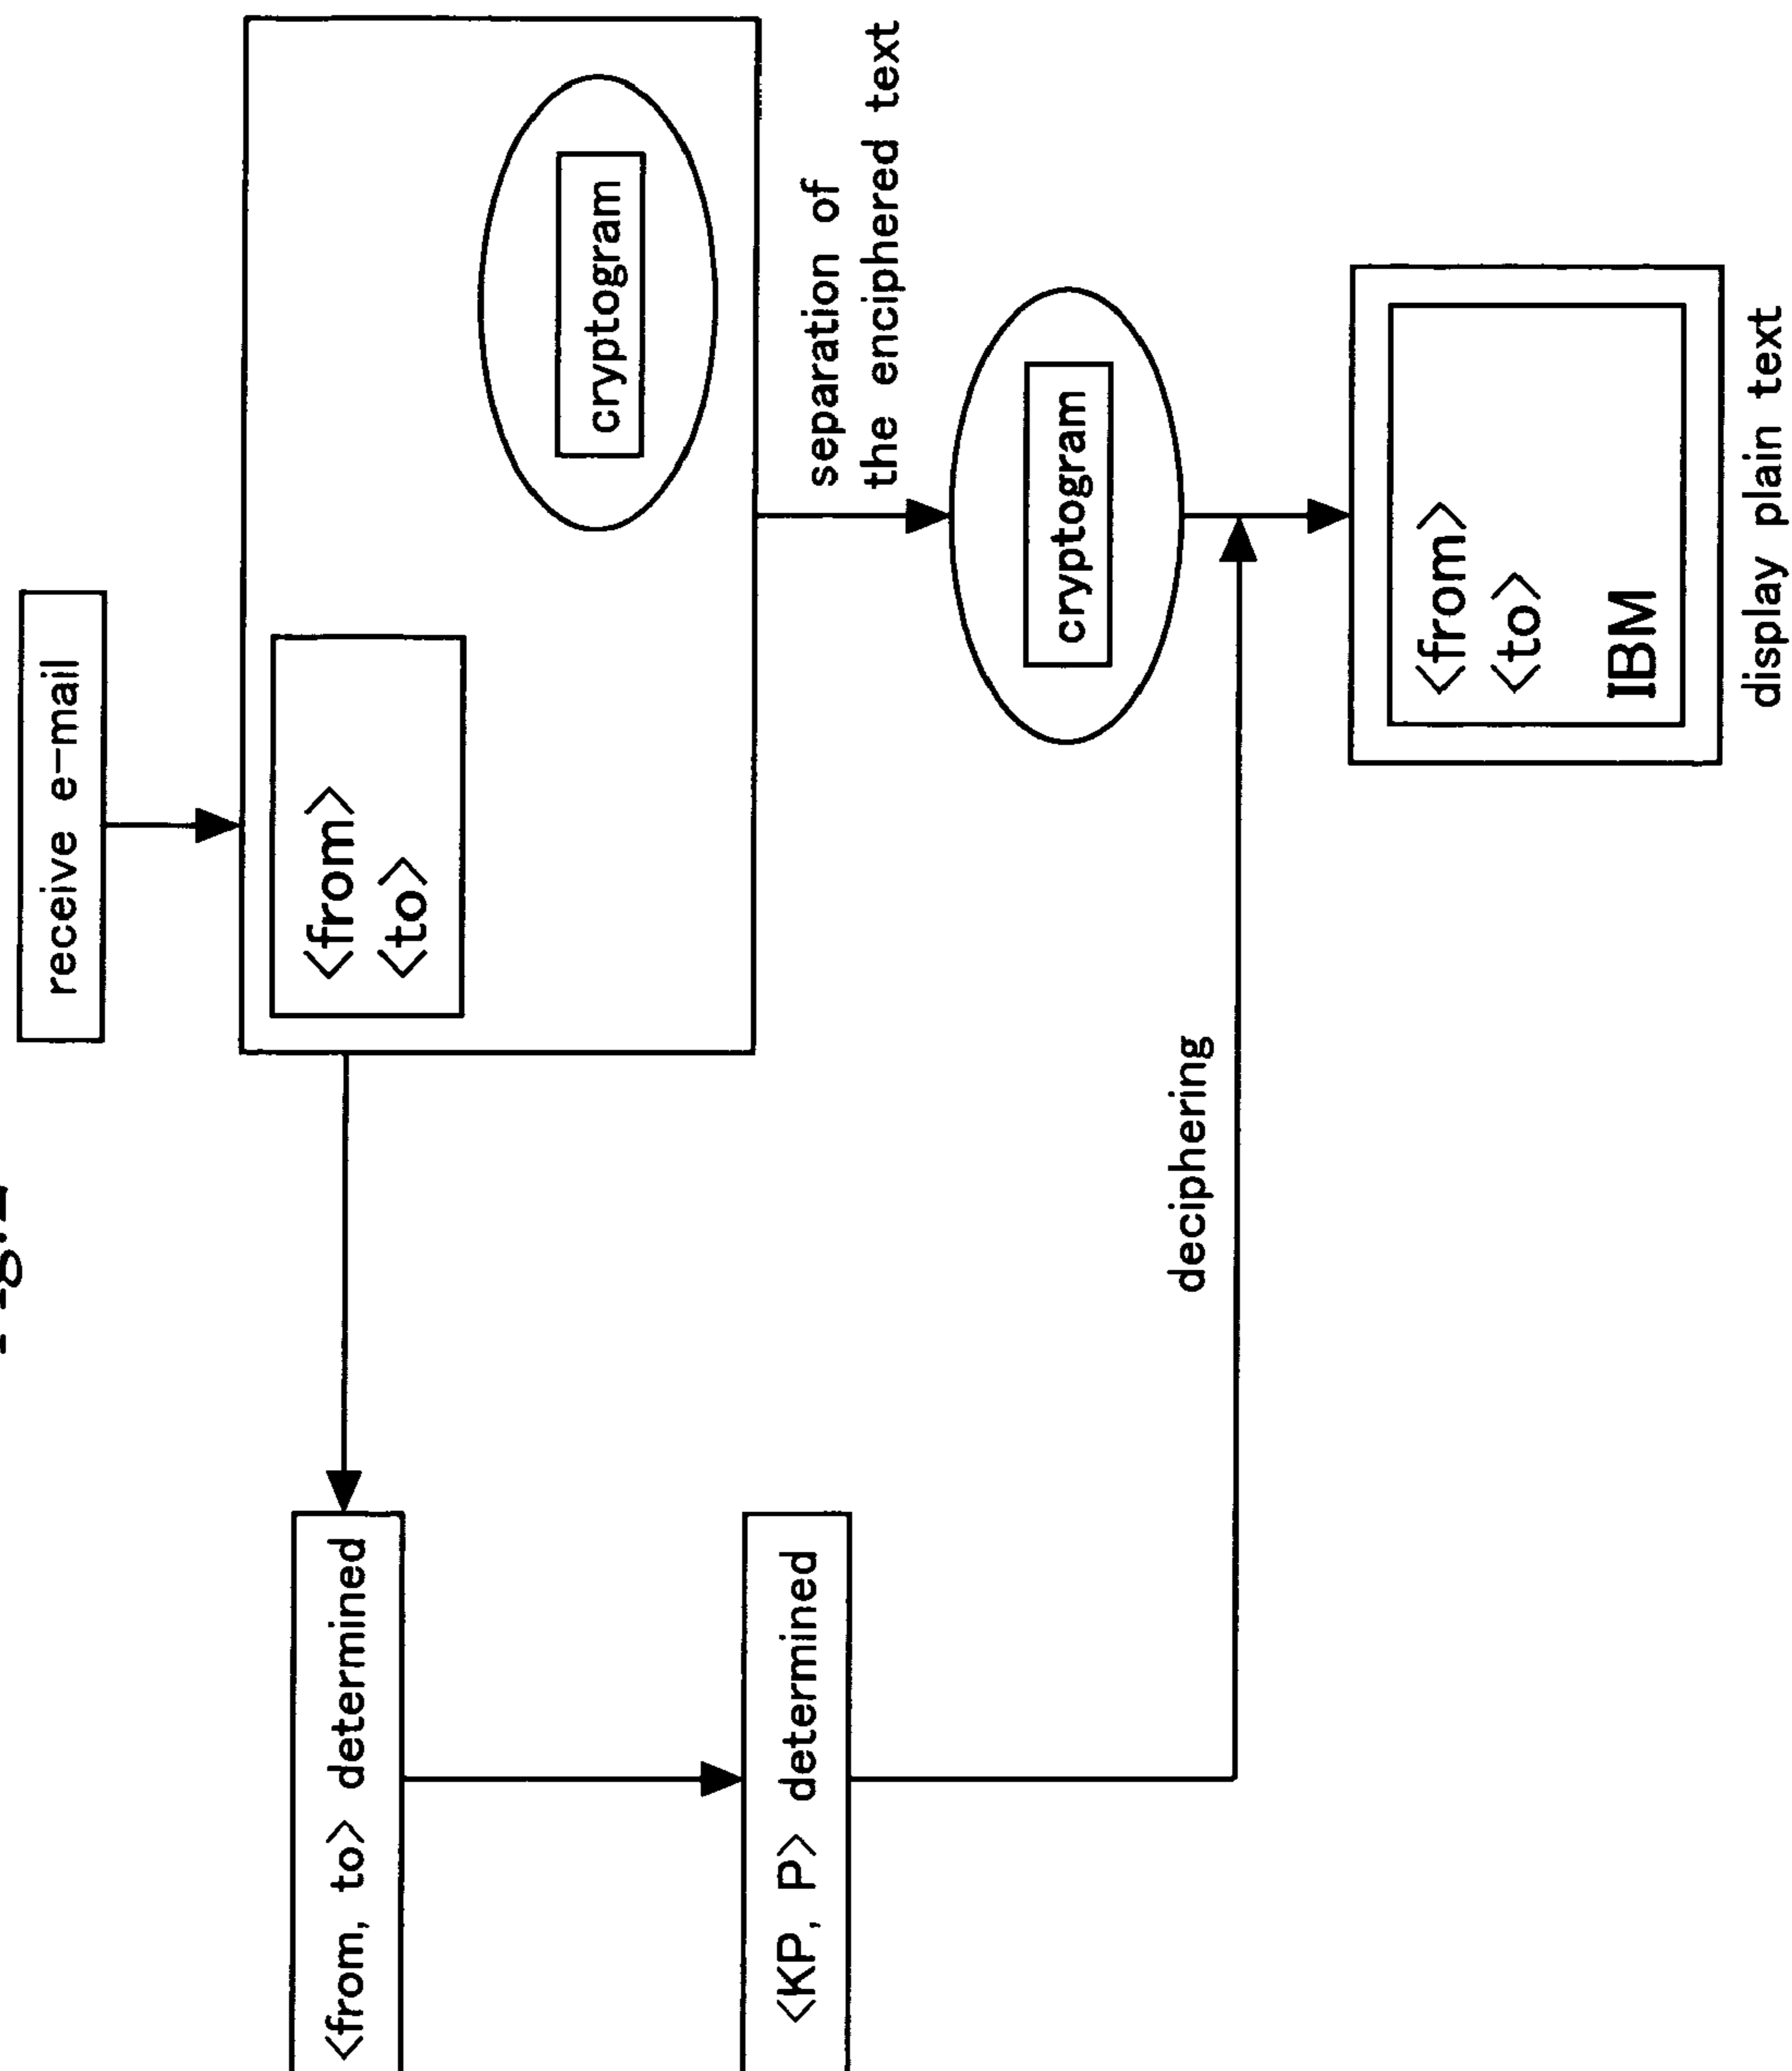 receive e-mail
<from, to> determined
<from>
<to>
cryptogram
<KP, P> determined
separation of
the enciphered text
cryptogram
deciphering
<from>
<to>
IBM
display plain text